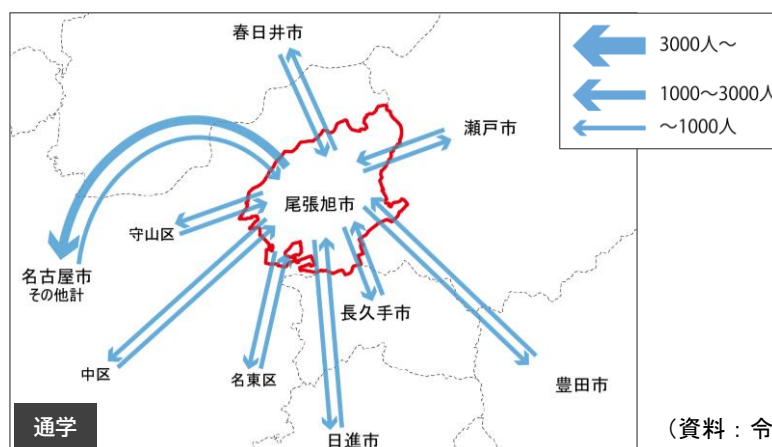 春日井市
3000人～
1000～3000人
～1000人
瀬戸市
尾張旭市
守山区
名古屋市
その他計
長久手市
中区
名東区
豊田市
通学
日進市
（資料：令